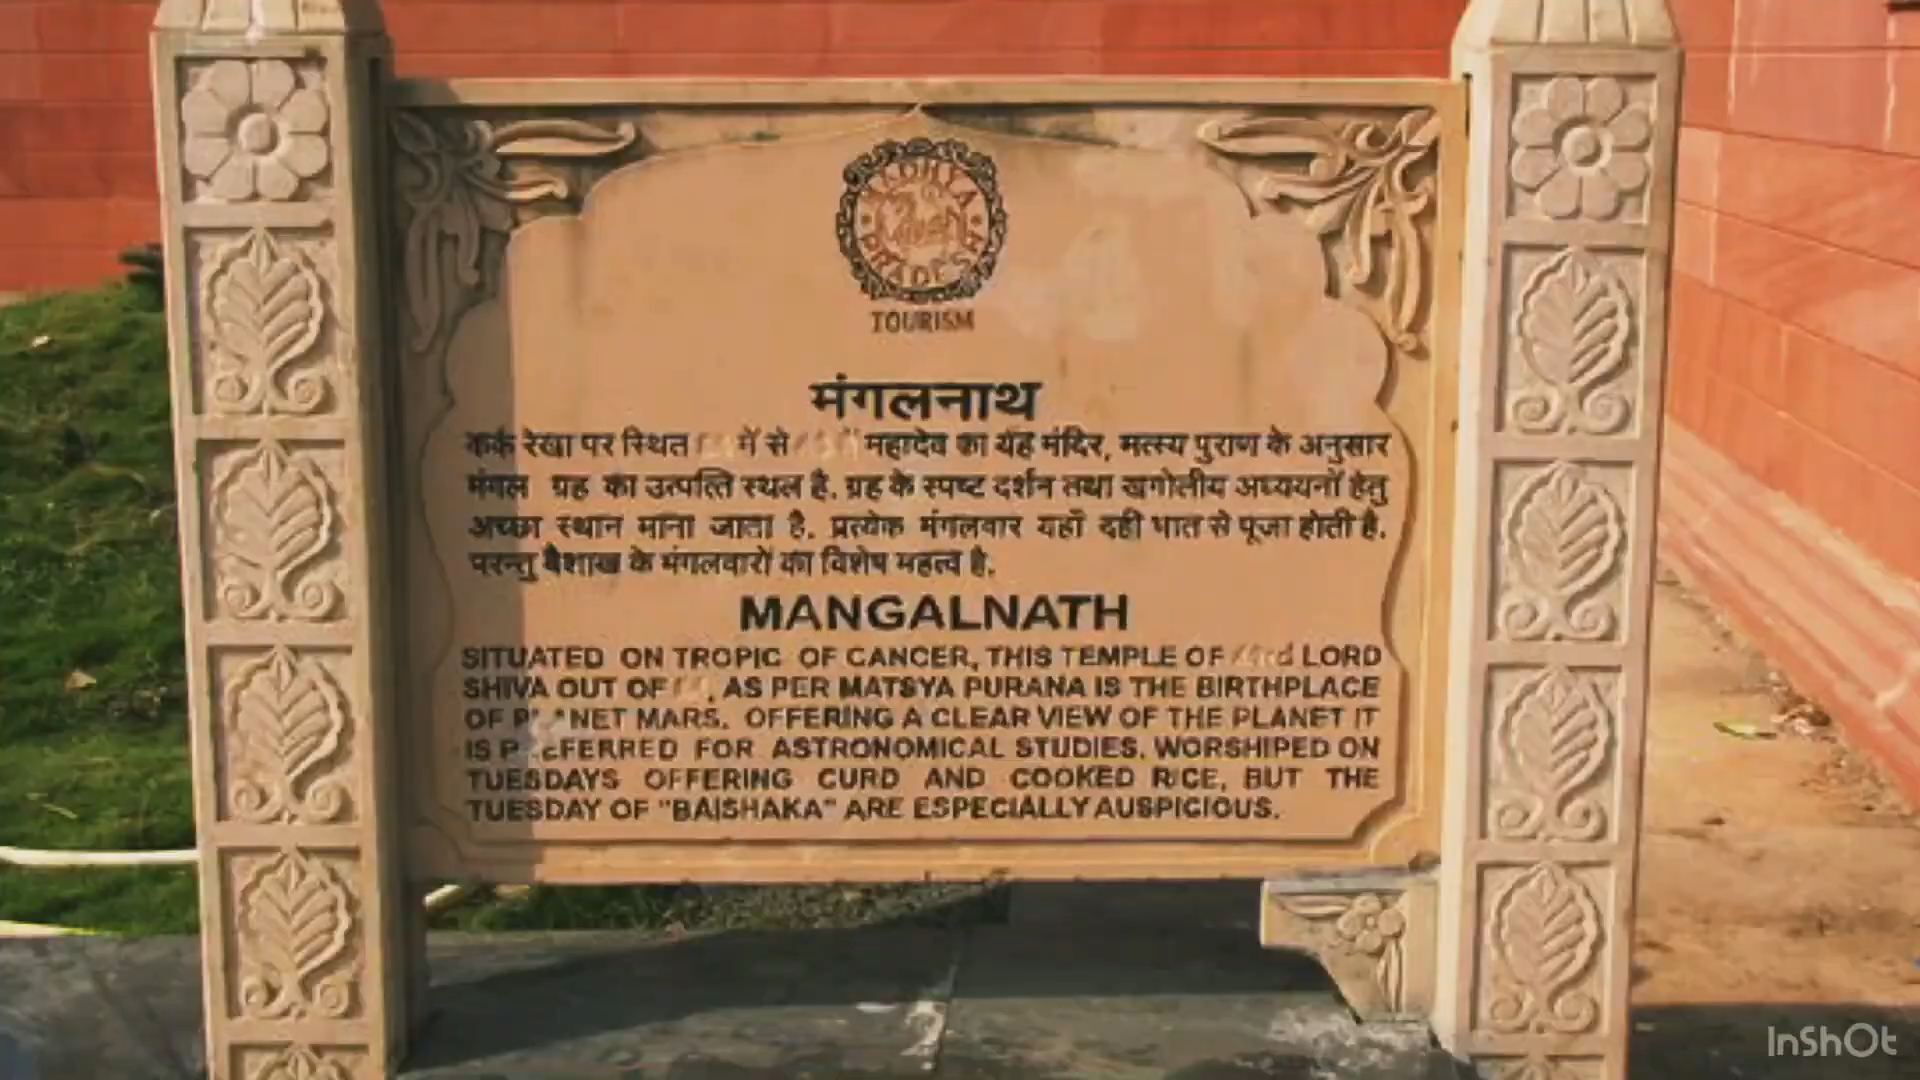 MADHYA PRADESH
TOURISM
मंगलनाथ
कर्क रेखा पर स्थित में से महादेव का यह मंदिर, मत्स्य पुराण के अनुसार
मंगल ग्रह का उत्पत्ति स्थल है. ग्रह के स्पष्ट दर्शन तथा खगोलीय अध्ययनों हेतु
अच्छा स्थान माना जाता है. प्रत्येक मंगलवार यहाँ दही भात से पूजा होती है.
परन्तु बैशाख के मंगलवारों का विशेष महत्व है.
MANGALNATH
SITUATED ON TROPIC OF CANCER, THIS TEMPLE OF LORD
SHIVA OUT OF , AS PER MATSYA PURANA IS THE BIRTHPLACE
OF PLANET MARS. OFFERING A CLEAR VIEW OF THE PLANET IT
IS PREFERRED FOR ASTRONOMICAL STUDIES. WORSHIPED ON
TUESDAYS OFFERING CURD AND COOKED RICE, BUT THE
TUESDAY OF "BAISHAKA" ARE ESPECIALLY AUSPICIOUS.
InShOt